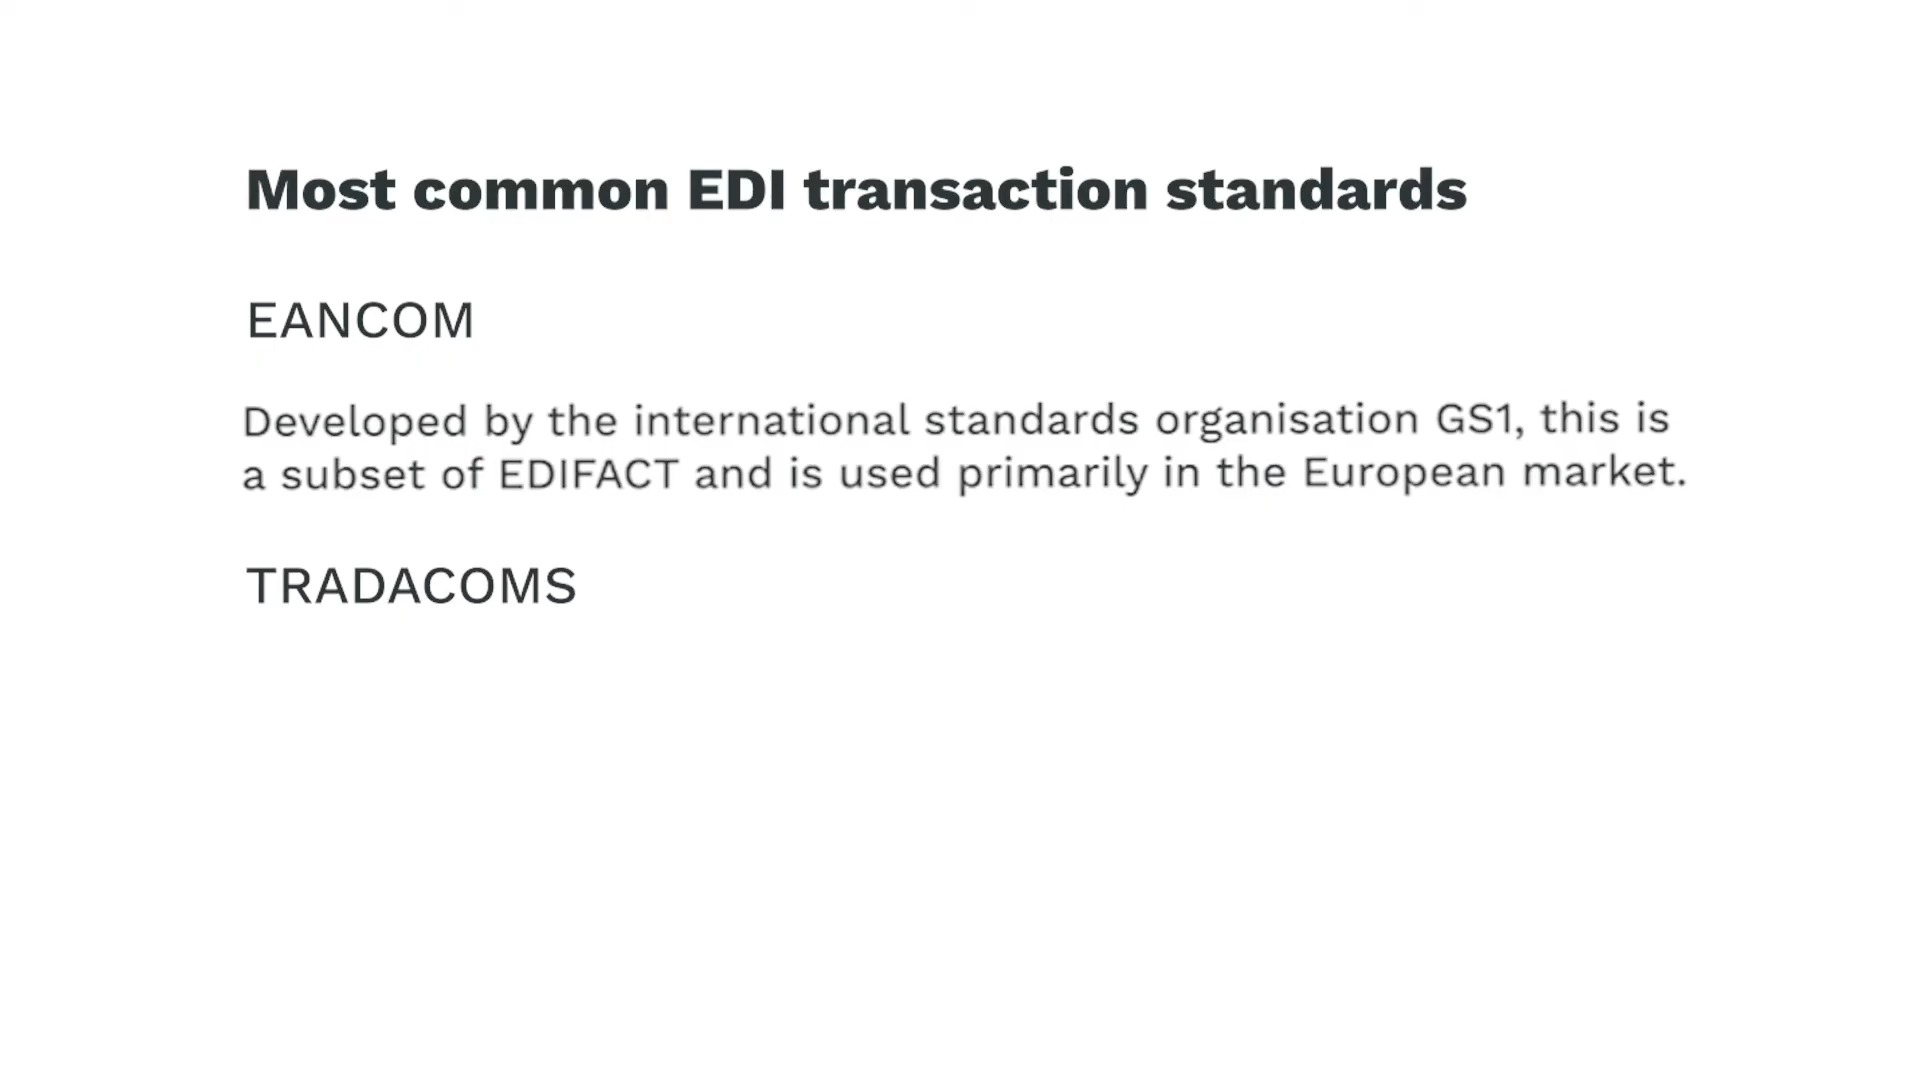 Most common EDI transaction standards
EANCOM
Developed by the international standards organisation GS1, this is
a subset of EDIFACT and is used primarily in the European market.
TRADACOMS